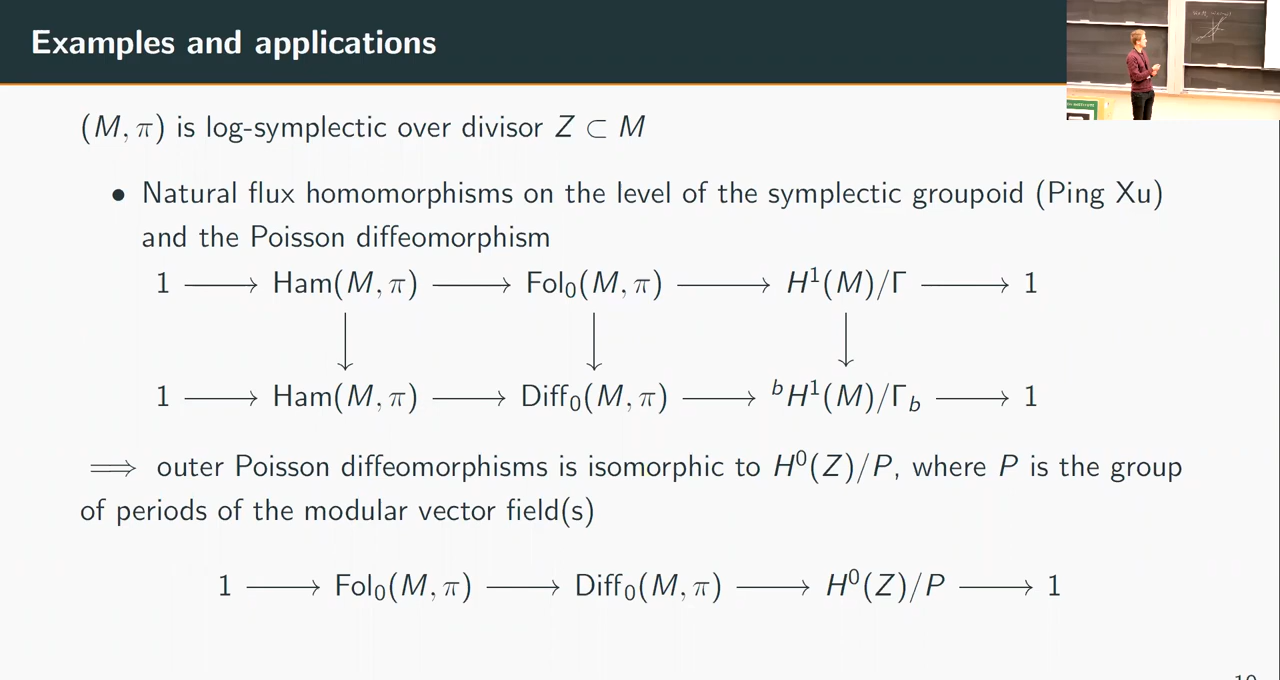 Examples and applications
(M, π) is log-symplectic over divisor Z ⊂ M
• Natural flux homomorphisms on the level of the symplectic groupoid (Ping Xu)
and the Poisson diffeomorphism
1 ⟶ Ham(M, π) ⟶ Fol₀(M, π) ⟶ H¹(M)/Γ ⟶ 1
1 ⟶ Ham(M, π) ⟶ Diff₀(M, π) ⟶ ᵇH¹(M)/Γ_b ⟶ 1
⟹ outer Poisson diffeomorphisms is isomorphic to H⁰(Z)/P, where P is the group
of periods of the modular vector field(s)
1 ⟶ Fol₀(M, π) ⟶ Diff₀(M, π) ⟶ H⁰(Z)/P ⟶ 1